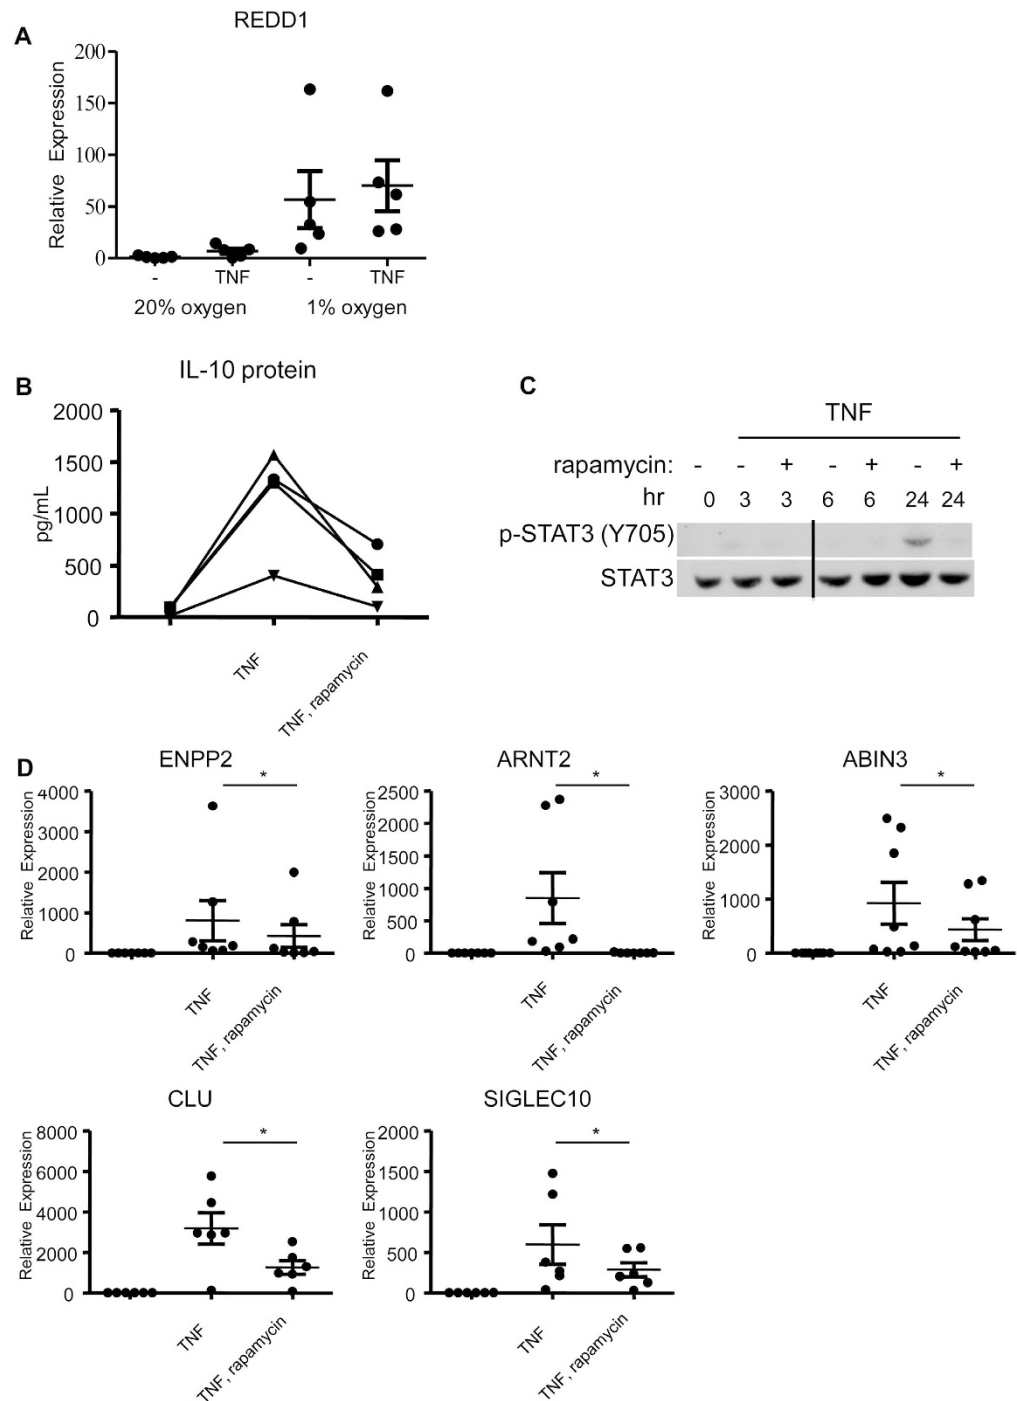 A
REDD1
Relative Expression
200
150
100
50
0
- TNF - TNF
20% oxygen 1% oxygen
B
IL-10 protein
pg/mL
2000
1500
1000
500
0
TNF
TNF, rapamycin
C
TNF
rapamycin: - - + - + - +
hr 0 3 3 6 6 24 24
p-STAT3 (Y705)
STAT3
D
ENPP2
*
Relative Expression
4000
3000
2000
1000
0
TNF
TNF, rapamycin
ARNT2
*
Relative Expression
2500
2000
1500
1000
500
0
TNF
TNF, rapamycin
ABIN3
*
Relative Expression
3000
2000
1000
0
TNF
TNF, rapamycin
CLU
*
Relative Expression
8000
6000
4000
2000
0
TNF
TNF, rapamycin
SIGLEC10
*
Relative Expression
2000
1500
1000
500
0
TNF
TNF, rapamycin